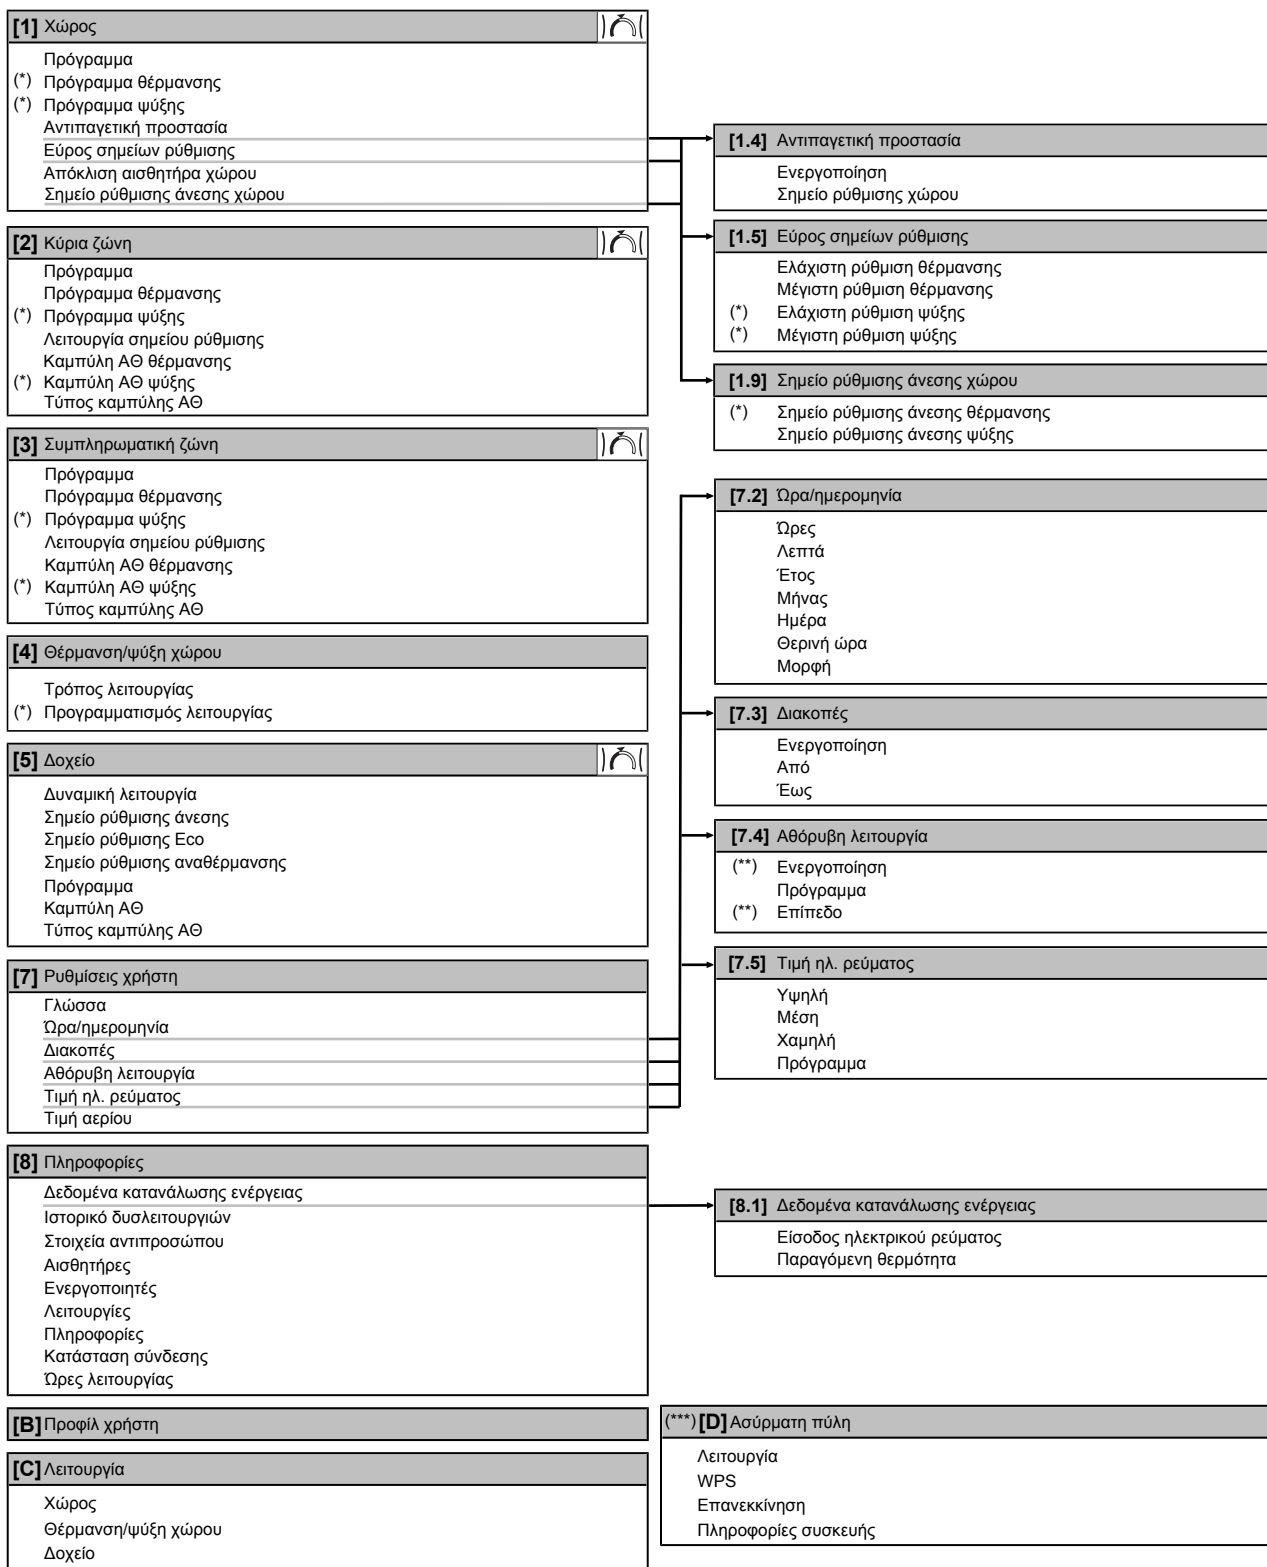 [1] Χώρος
Πρόγραμμα
(*) Πρόγραμμα θέρμανσης
(*) Πρόγραμμα ψύξης
Αντιπαγετική προστασία
Εύρος σημείων ρύθμισης
Απόκλιση αισθητήρα χώρου
Σημείο ρύθμισης άνεσης χώρου
[2] Κύρια ζώνη
Πρόγραμμα
Πρόγραμμα θέρμανσης
(*) Πρόγραμμα ψύξης
Λειτουργία σημείου ρύθμισης
Καμπύλη ΑΘ θέρμανσης
(*) Καμπύλη ΑΘ ψύξης
Τύπος καμπύλης ΑΘ
[3] Συμπληρωματική ζώνη
Πρόγραμμα
Πρόγραμμα θέρμανσης
(*) Πρόγραμμα ψύξης
Λειτουργία σημείου ρύθμισης
Καμπύλη ΑΘ θέρμανσης
(*) Καμπύλη ΑΘ ψύξης
Τύπος καμπύλης ΑΘ
[4] Θέρμανση/ψύξη χώρου
Τρόπος λειτουργίας
(*) Προγραμματισμός λειτουργίας
[5] Δοχείο
Δυναμική λειτουργία
Σημείο ρύθμισης άνεσης
Σημείο ρύθμισης Eco
Σημείο ρύθμισης αναθέρμανσης
Πρόγραμμα
Καμπύλη ΑΘ
Τύπος καμπύλης ΑΘ
[7] Ρυθμίσεις χρήστη
Γλώσσα
Ώρα/ημερομηνία
Διακοπές
Αθόρυβη λειτουργία
Τιμή ηλ. ρεύματος
Τιμή αερίου
[8] Πληροφορίες
Δεδομένα κατανάλωσης ενέργειας
Ιστορικό δυσλειτουργιών
Στοιχεία αντιπροσώπου
Αισθητήρες
Ενεργοποιητές
Λειτουργίες
Πληροφορίες
Κατάσταση σύνδεσης
Ώρες λειτουργίας
[B] Προφίλ χρήστη
[C] Λειτουργία
Χώρος
Θέρμανση/ψύξη χώρου
Δοχείο
[1.4] Αντιπαγετική προστασία
Ενεργοποίηση
Σημείο ρύθμισης χώρου
[1.5] Εύρος σημείων ρύθμισης
Ελάχιστη ρύθμιση θέρμανσης
Μέγιστη ρύθμιση θέρμανσης
(*) Ελάχιστη ρύθμιση ψύξης
(*) Μέγιστη ρύθμιση ψύξης
[1.9] Σημείο ρύθμισης άνεσης χώρου
(*) Σημείο ρύθμισης άνεσης θέρμανσης
Σημείο ρύθμισης άνεσης ψύξης
[7.2] Ώρα/ημερομηνία
Ώρες
Λεπτά
Έτος
Μήνας
Ημέρα
Θερινή ώρα
Μορφή
[7.3] Διακοπές
Ενεργοποίηση
Από
Έως
[7.4] Αθόρυβη λειτουργία
(**) Ενεργοποίηση
Πρόγραμμα
(**) Επίπεδο
[7.5] Τιμή ηλ. ρεύματος
Υψηλή
Μέση
Χαμηλή
Πρόγραμμα
[8.1] Δεδομένα κατανάλωσης ενέργειας
Είσοδος ηλεκτρικού ρεύματος
Παραγόμενη θερμότητα
(***) [D] Ασύρματη πύλη
Λειτουργία
WPS
Επανεκκίνηση
Πληροφορίες συσκευής